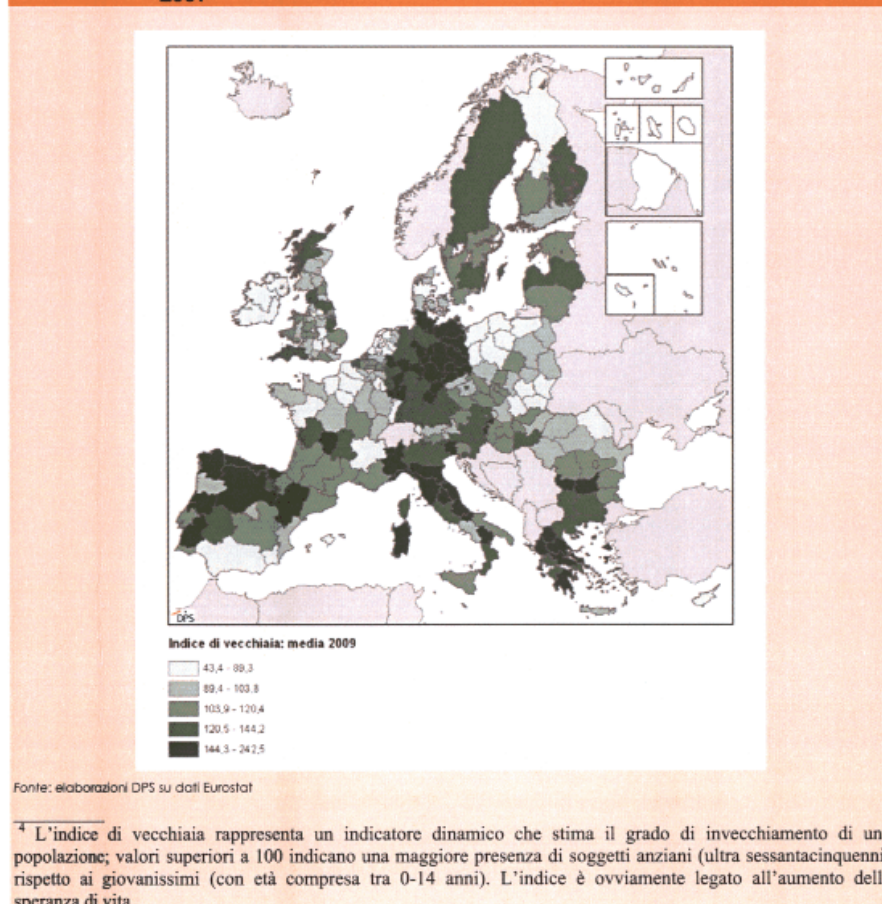 DPS
Indice di vecchiaia: media 2009
43,4 - 89,3
89,4 - 103,8
103,9 - 120,4
120,5 - 144,2
144,3 - 242,5
Fonte: elaborazioni DPS su dati Eurostat
4 L'indice di vecchiaia rappresenta un indicatore dinamico che stima il grado di invecchiamento di un
popolazione; valori superiori a 100 indicano una maggiore presenza di soggetti anziani (ultra sessantacinquenni
rispetto ai giovanissimi (con età compresa tra 0-14 anni). L'indice è ovviamente legato all'aumento dell
speranza di vita